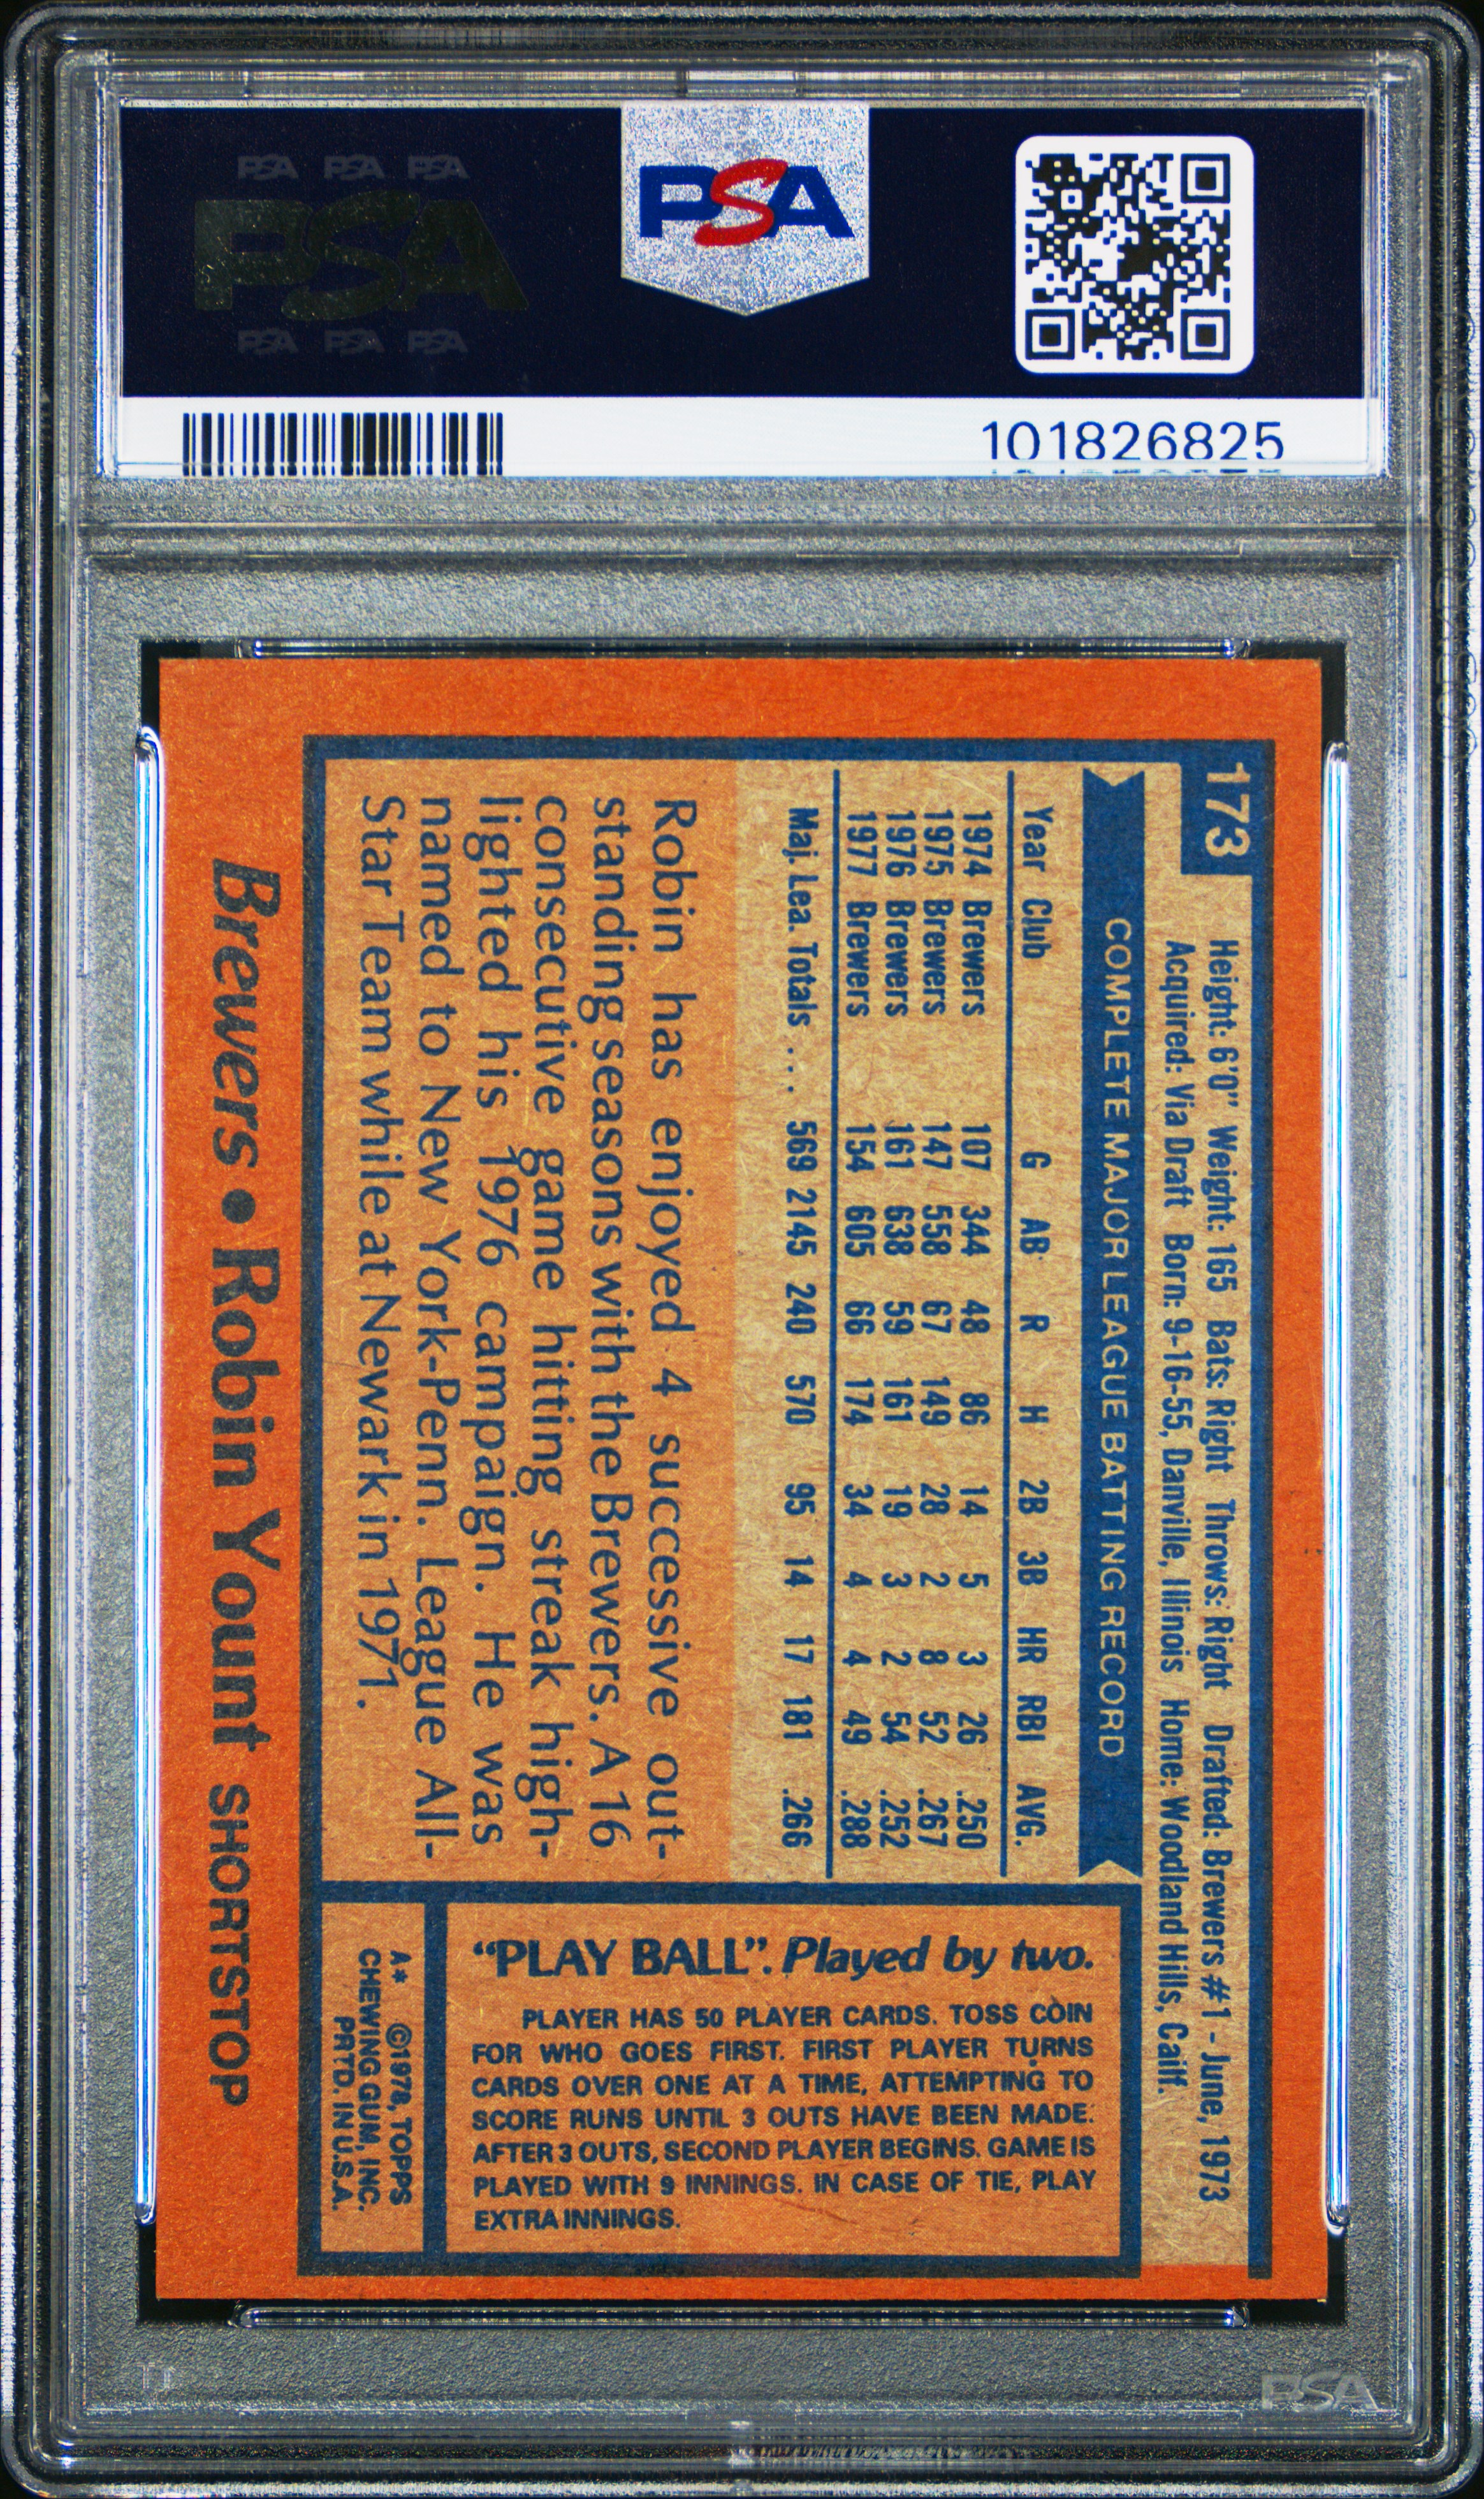 PSA PSA PSA
PSA
PSA PSA PSA
PSA
101826825
173
Height: 6'0" Weight: 165 Bats: Right Throws: Right Drafted: Brewers #1 - June, 1973
Acquired: Via Draft Born: 9-16-55, Danville, Illinois Home: Woodland Hills, Calif.
COMPLETE MAJOR LEAGUE BATTING RECORD
Year Club G AB R H 2B 3B HR RBI AVG.
1974 Brewers 107 344 48 86 14 5 3 26 .250
1975 Brewers 147 558 67 149 28 2 8 52 .267
1976 Brewers 161 638 59 161 19 3 2 54 .252
1977 Brewers 154 605 66 174 34 4 4 49 .288
Maj. Lea. Totals . . . 569 2145 240 570 95 14 17 181 .266
Robin has enjoyed 4 successive out-
standing seasons with the Brewers. A 16
consecutive game hitting streak high-
lighted his 1976 campaign. He was
named to New York-Penn. League All-
Star Team while at Newark in 1971.
"PLAY BALL". Played by two.
PLAYER HAS 50 PLAYER CARDS. TOSS COIN
FOR WHO GOES FIRST. FIRST PLAYER TURNS
CARDS OVER ONE AT A TIME, ATTEMPTING TO
SCORE RUNS UNTIL 3 OUTS HAVE BEEN MADE.
AFTER 3 OUTS, SECOND PLAYER BEGINS. GAME IS
PLAYED WITH 9 INNINGS. IN CASE OF TIE, PLAY
EXTRA INNINGS.
A* ©1978, TOPPS
CHEWING GUM, INC.
PRTD. IN U.S.A.
Brewers • Robin Yount SHORTSTOP
PSA